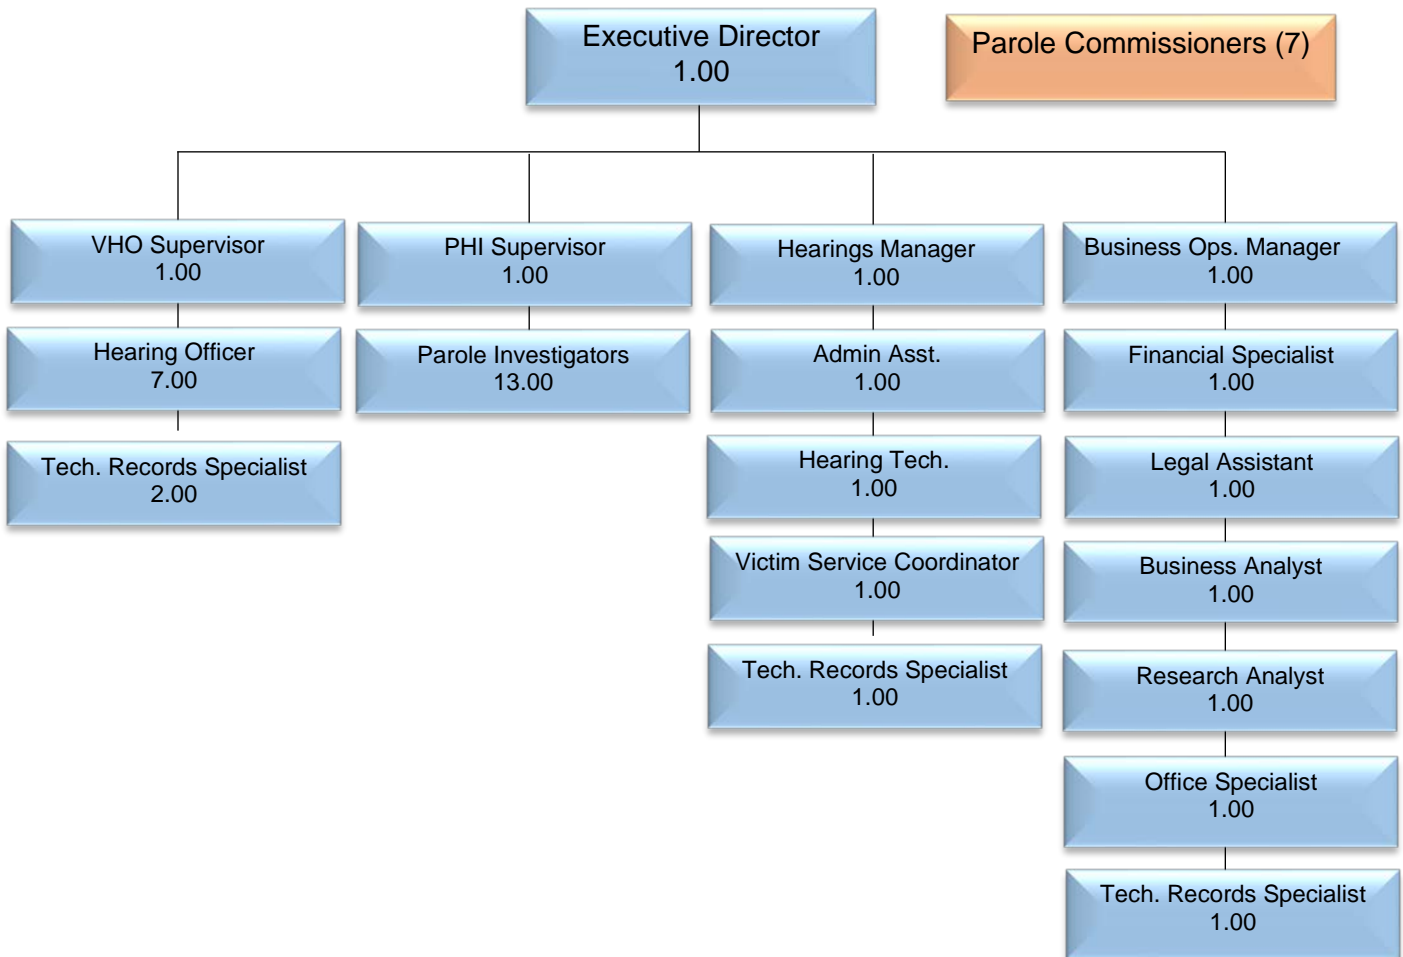 Executive Director
1.00
Parole Commissioners (7)
VHO Supervisor
1.00
Hearing Officer
7.00
Tech. Records Specialist
2.00
PHI Supervisor
1.00
Parole Investigators
13.00
Hearings Manager
1.00
Admin Asst.
1.00
Hearing Tech.
1.00
Victim Service Coordinator
1.00
Tech. Records Specialist
1.00
Business Ops. Manager
1.00
Financial Specialist
1.00
Legal Assistant
1.00
Business Analyst
1.00
Research Analyst
1.00
Office Specialist
1.00
Tech. Records Specialist
1.00